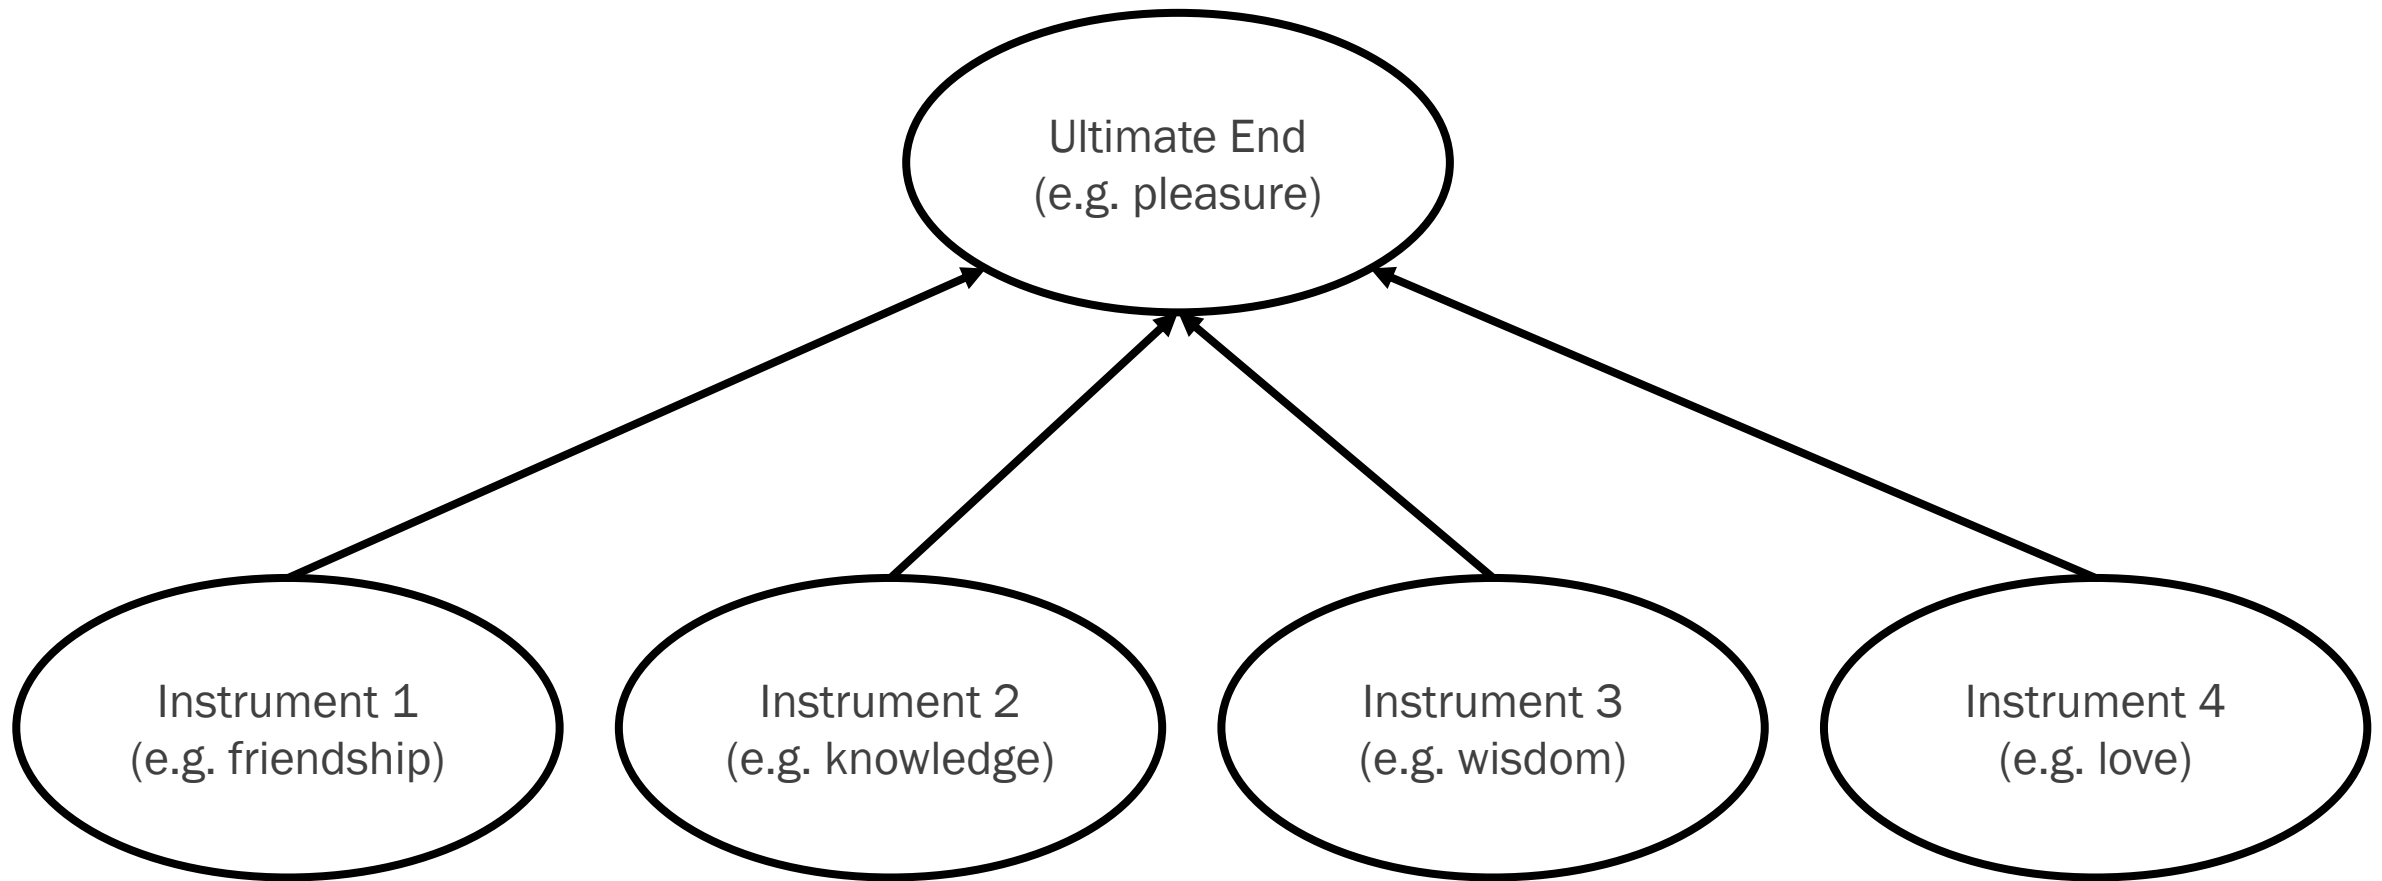 Ultimate End
(e.g. pleasure)
Instrument 1
(e.g. friendship)
Instrument 2
(e.g. knowledge)
Instrument 3
(e.g. wisdom)
Instrument 4
(e.g. love)